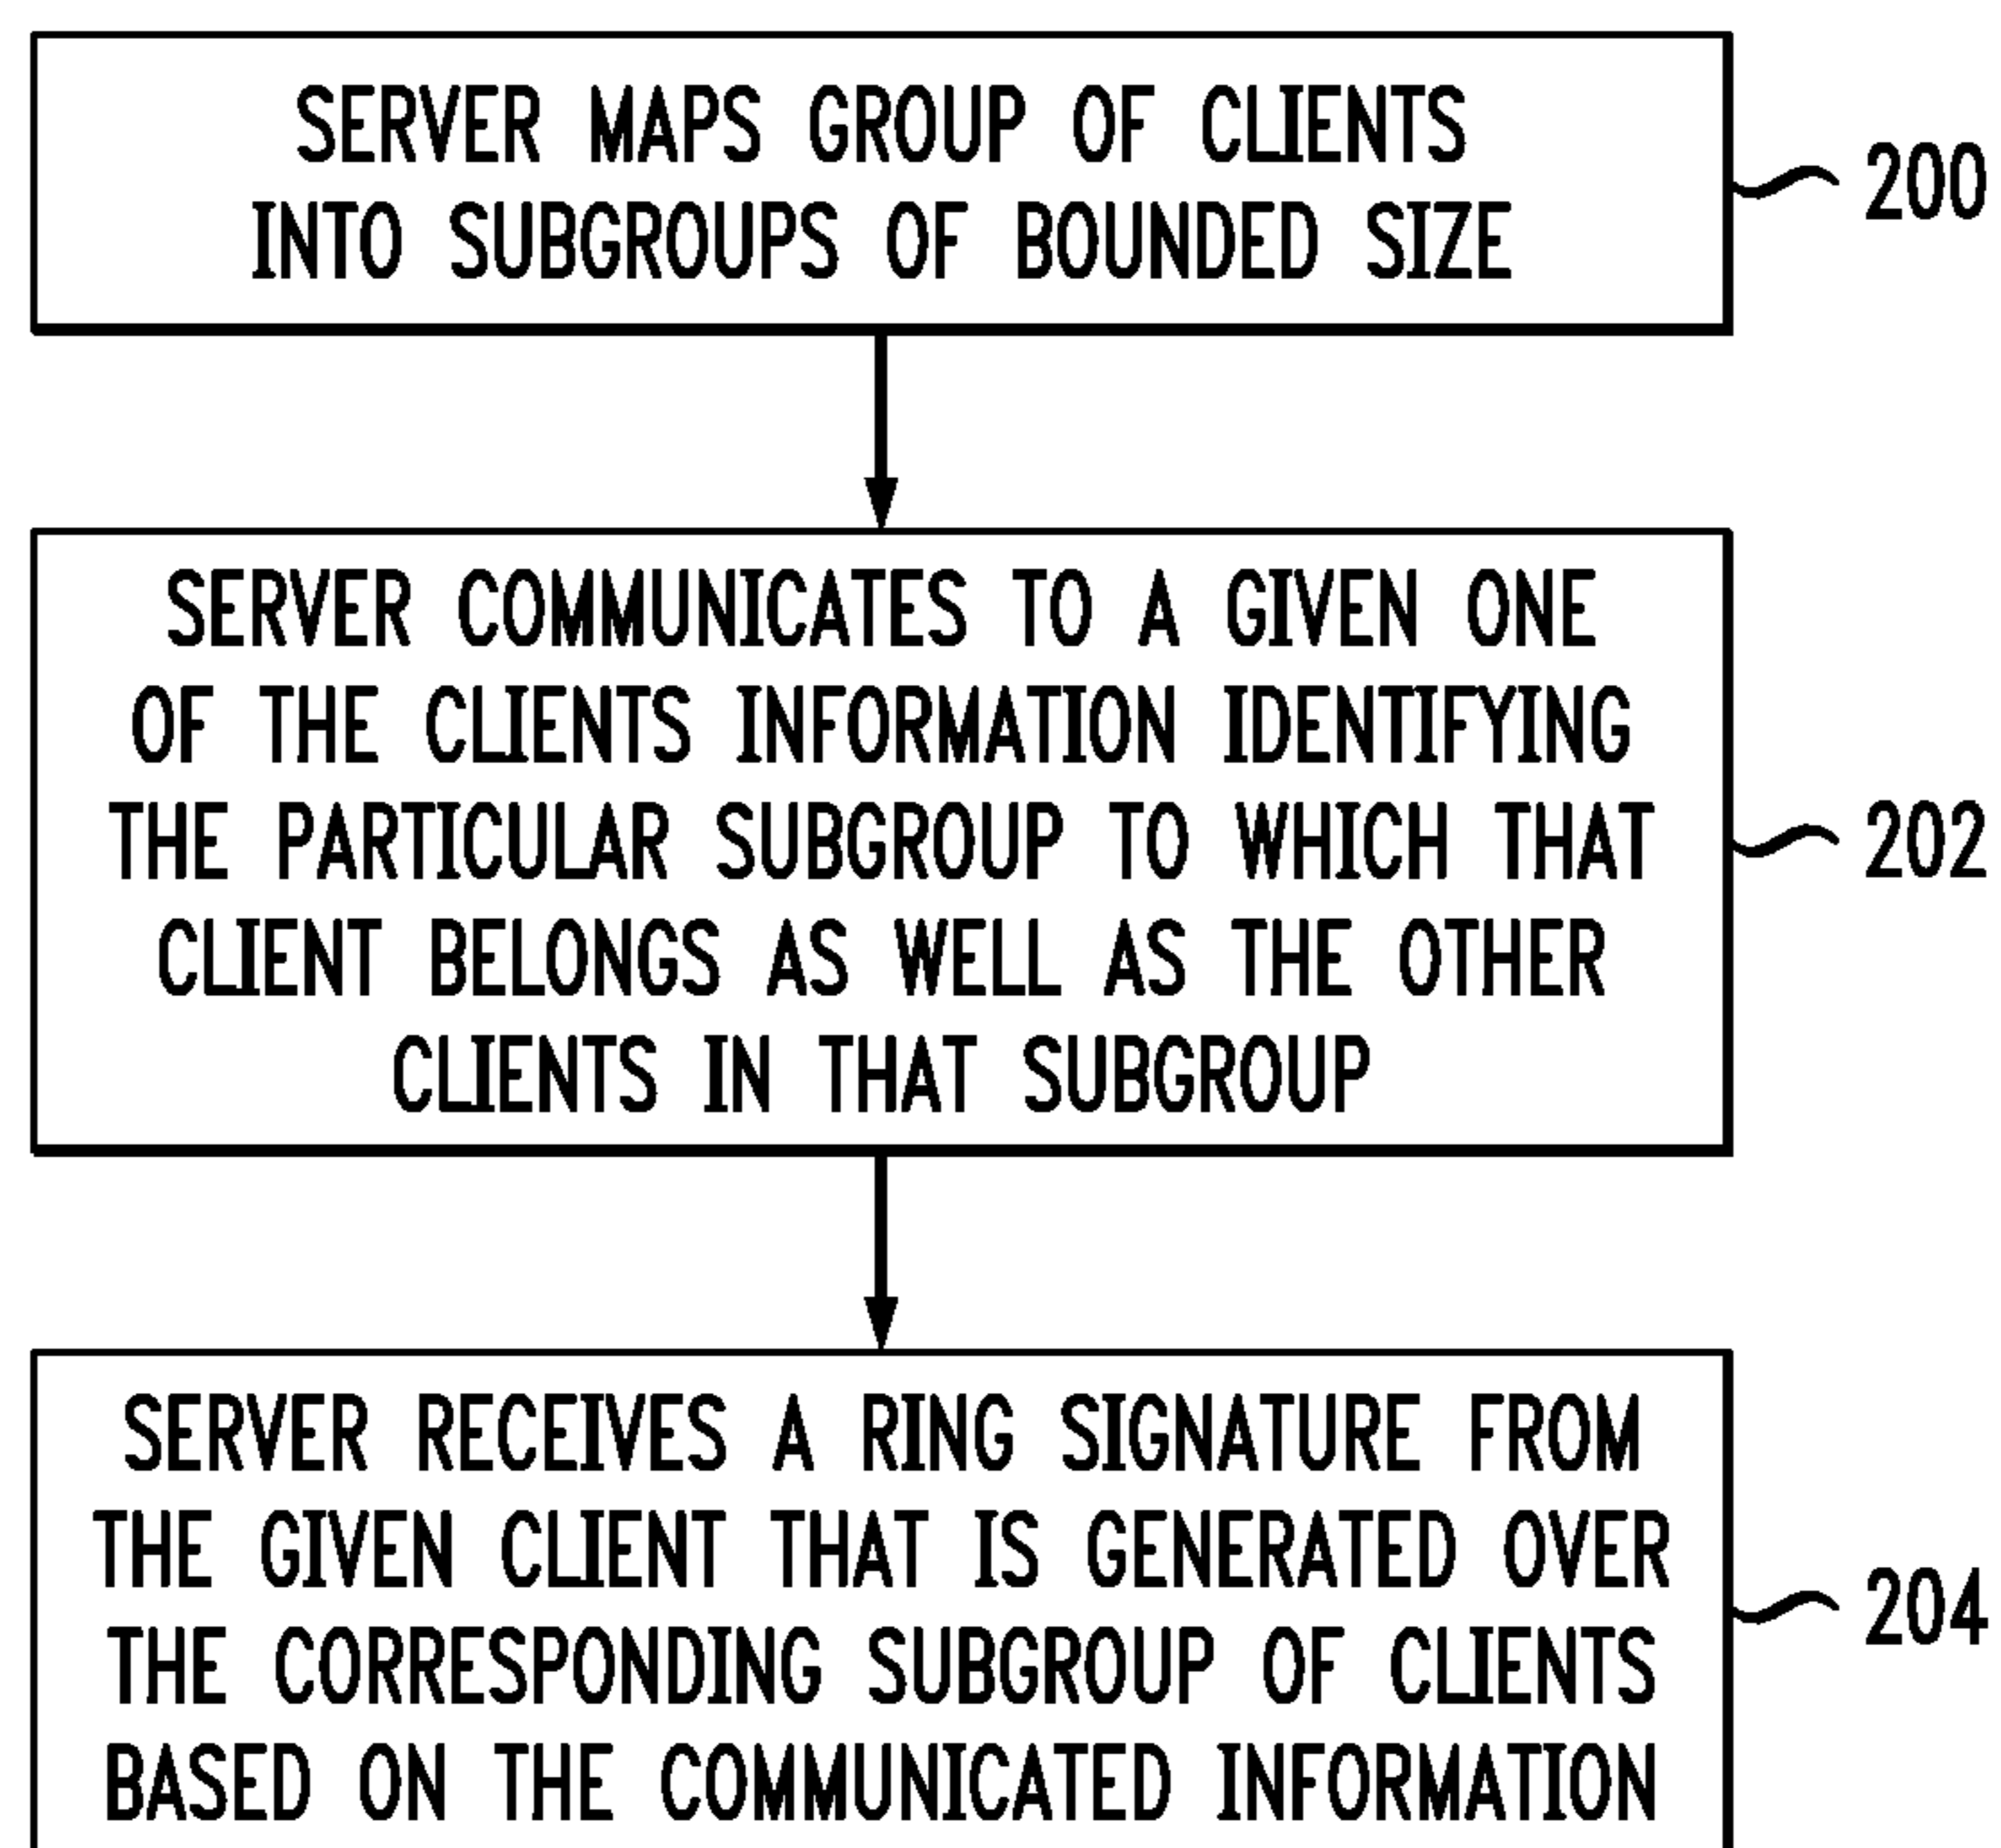 SERVER MAPS GROUP OF CLIENTS
INTO SUBGROUPS OF BOUNDED SIZE
200
SERVER COMMUNICATES TO A GIVEN ONE
OF THE CLIENTS INFORMATION IDENTIFYING
THE PARTICULAR SUBGROUP TO WHICH THAT
CLIENT BELONGS AS WELL AS THE OTHER
CLIENTS IN THAT SUBGROUP
202
SERVER RECEIVES A RING SIGNATURE FROM
THE GIVEN CLIENT THAT IS GENERATED OVER
THE CORRESPONDING SUBGROUP OF CLIENTS
BASED ON THE COMMUNICATED INFORMATION
204